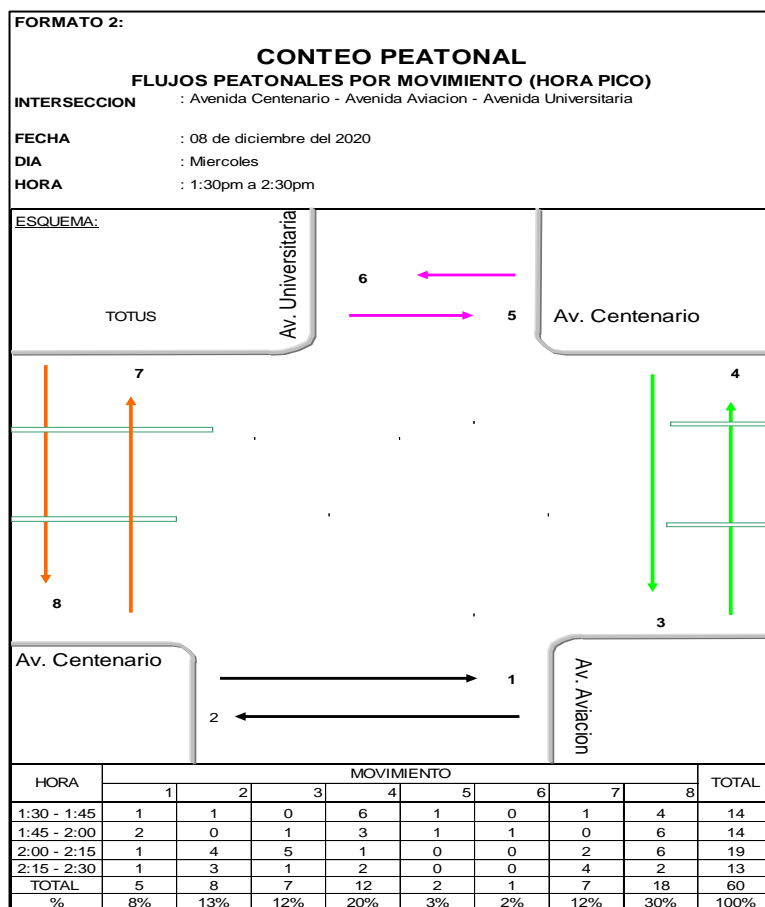 FORMATO 2:
CONTEO PEATONAL
FLUJOS PEATONALES POR MOVIMIENTO (HORA PICO)
INTERSECCION : Avenida Centenario - Avenida Aviacion - Avenida Universitaria
FECHA : 08 de diciembre del 2020
DIA : Miercoles
HORA : 1:30pm a 2:30pm
ESQUEMA:
Av. Universitaria
6
TOTUS
5 Av. Centenario
7 4
8
3
Av. Centenario
1
Av. Aviacion
2
HORA MOVIMIENTO TOTAL
1 2 3 4 5 6 7 8
1:30 - 1:45 1 1 0 6 1 0 1 4 14
1:45 - 2:00 2 0 1 3 1 1 0 6 14
2:00 - 2:15 1 4 5 1 0 0 2 6 19
2:15 - 2:30 1 3 1 2 0 0 4 2 13
TOTAL 5 8 7 12 2 1 7 18 60
% 8% 13% 12% 20% 3% 2% 12% 30% 100%